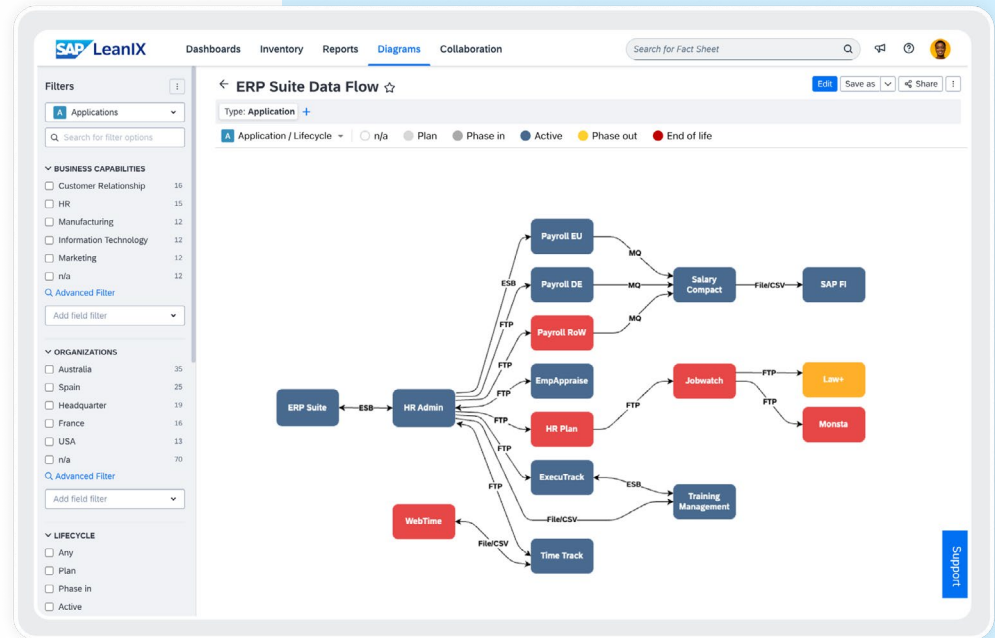 SAP LeanIX
Dashboards Inventory Reports Diagrams Collaboration
Search for Fact Sheet
Filters
A Applications
Search for filter options
BUSINESS CAPABILITIES
Customer Relationship 16
HR 15
Manufacturing 12
Information Technology 12
Marketing 12
n/a 12
Advanced Filter
Add field filter
ORGANIZATIONS
Australia 35
Spain 25
Headquarter 19
France 16
USA 13
n/a 70
Advanced Filter
Add field filter
LIFECYCLE
Any
Plan
Phase in
Active
ERP Suite Data Flow
Edit Save as Share
Type: Application +
A Application / Lifecycle n/a Plan Phase in Active Phase out End of life
Payroll EU
MQ
ESB
Payroll DE
MQ
Salary
Compact
File/CSV
SAP FI
FTP
Payroll RoW
MQ
FTP
EmpAppraise
FTP
Jobwatch
FTP
Law+
ERP Suite
ESB
HR Admin
FTP
FTP
HR Plan
FTP
Monsta
FTP
ExecuTrack
ESB
FTP
Training
Management
File/CSV
WebTime
File/CSV
Time Track
Support